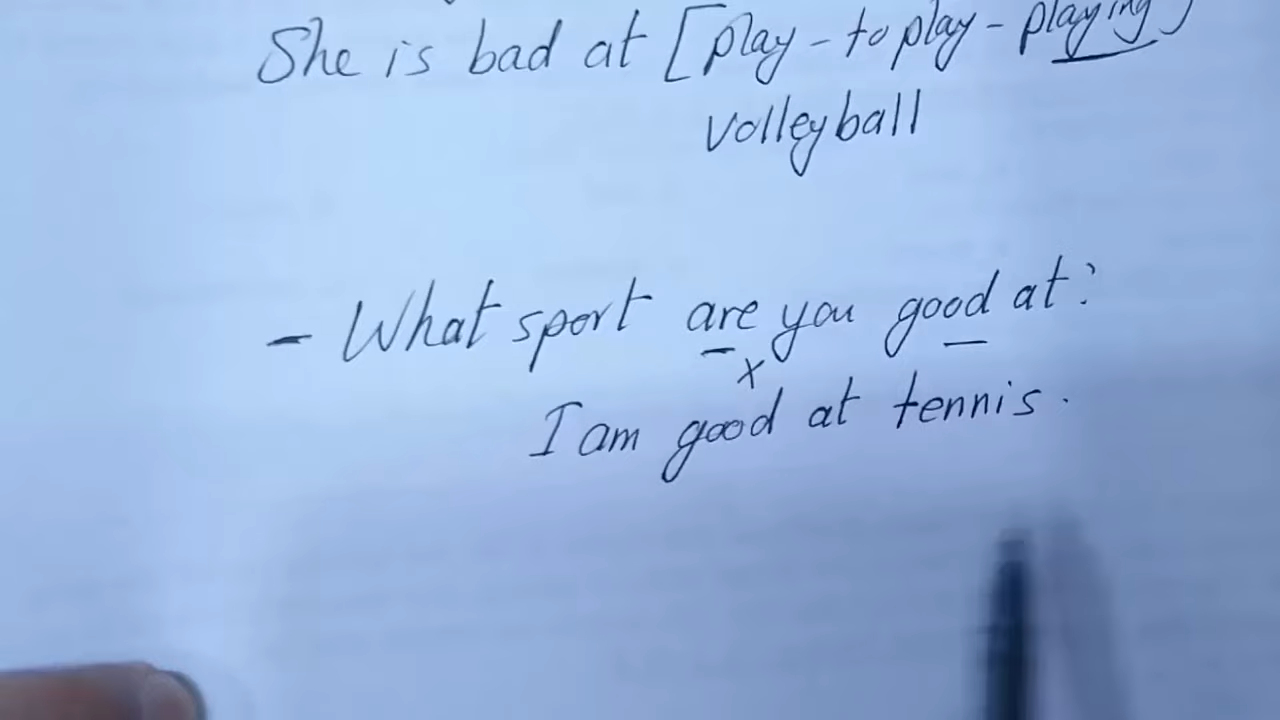 She is bad at [play - to play - playing)
volleyball
- What sport are you good at?
x
I am good at tennis.